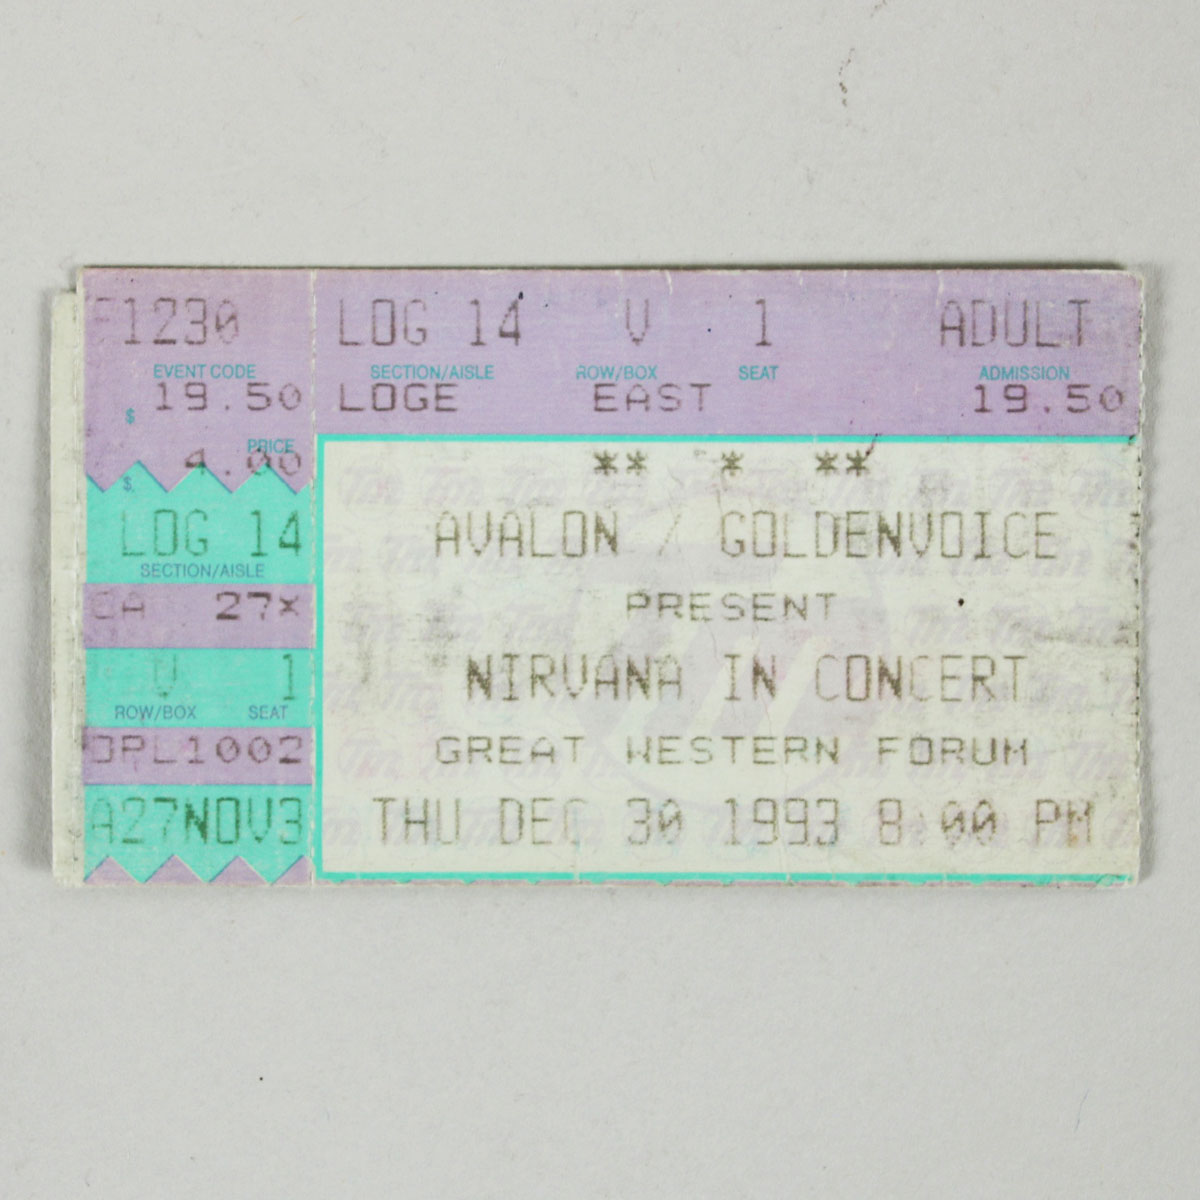 F1230
EVENT CODE
$ 19.50
PRICE
$ 4.00
LOG 14
SECTION/AISLE
CA 27X
V 1
ROW/BOX SEAT
OPL1002
A27NOV3
LOG 14 V 1 ADULT
SECTION/AISLE ROW/BOX SEAT ADMISSION
LOGE EAST 19.50
** * **
AVALON / GOLDENVOICE
PRESENT
NIRVANA IN CONCERT
GREAT WESTERN FORUM
THU DEC 30 1993 8:00 PM